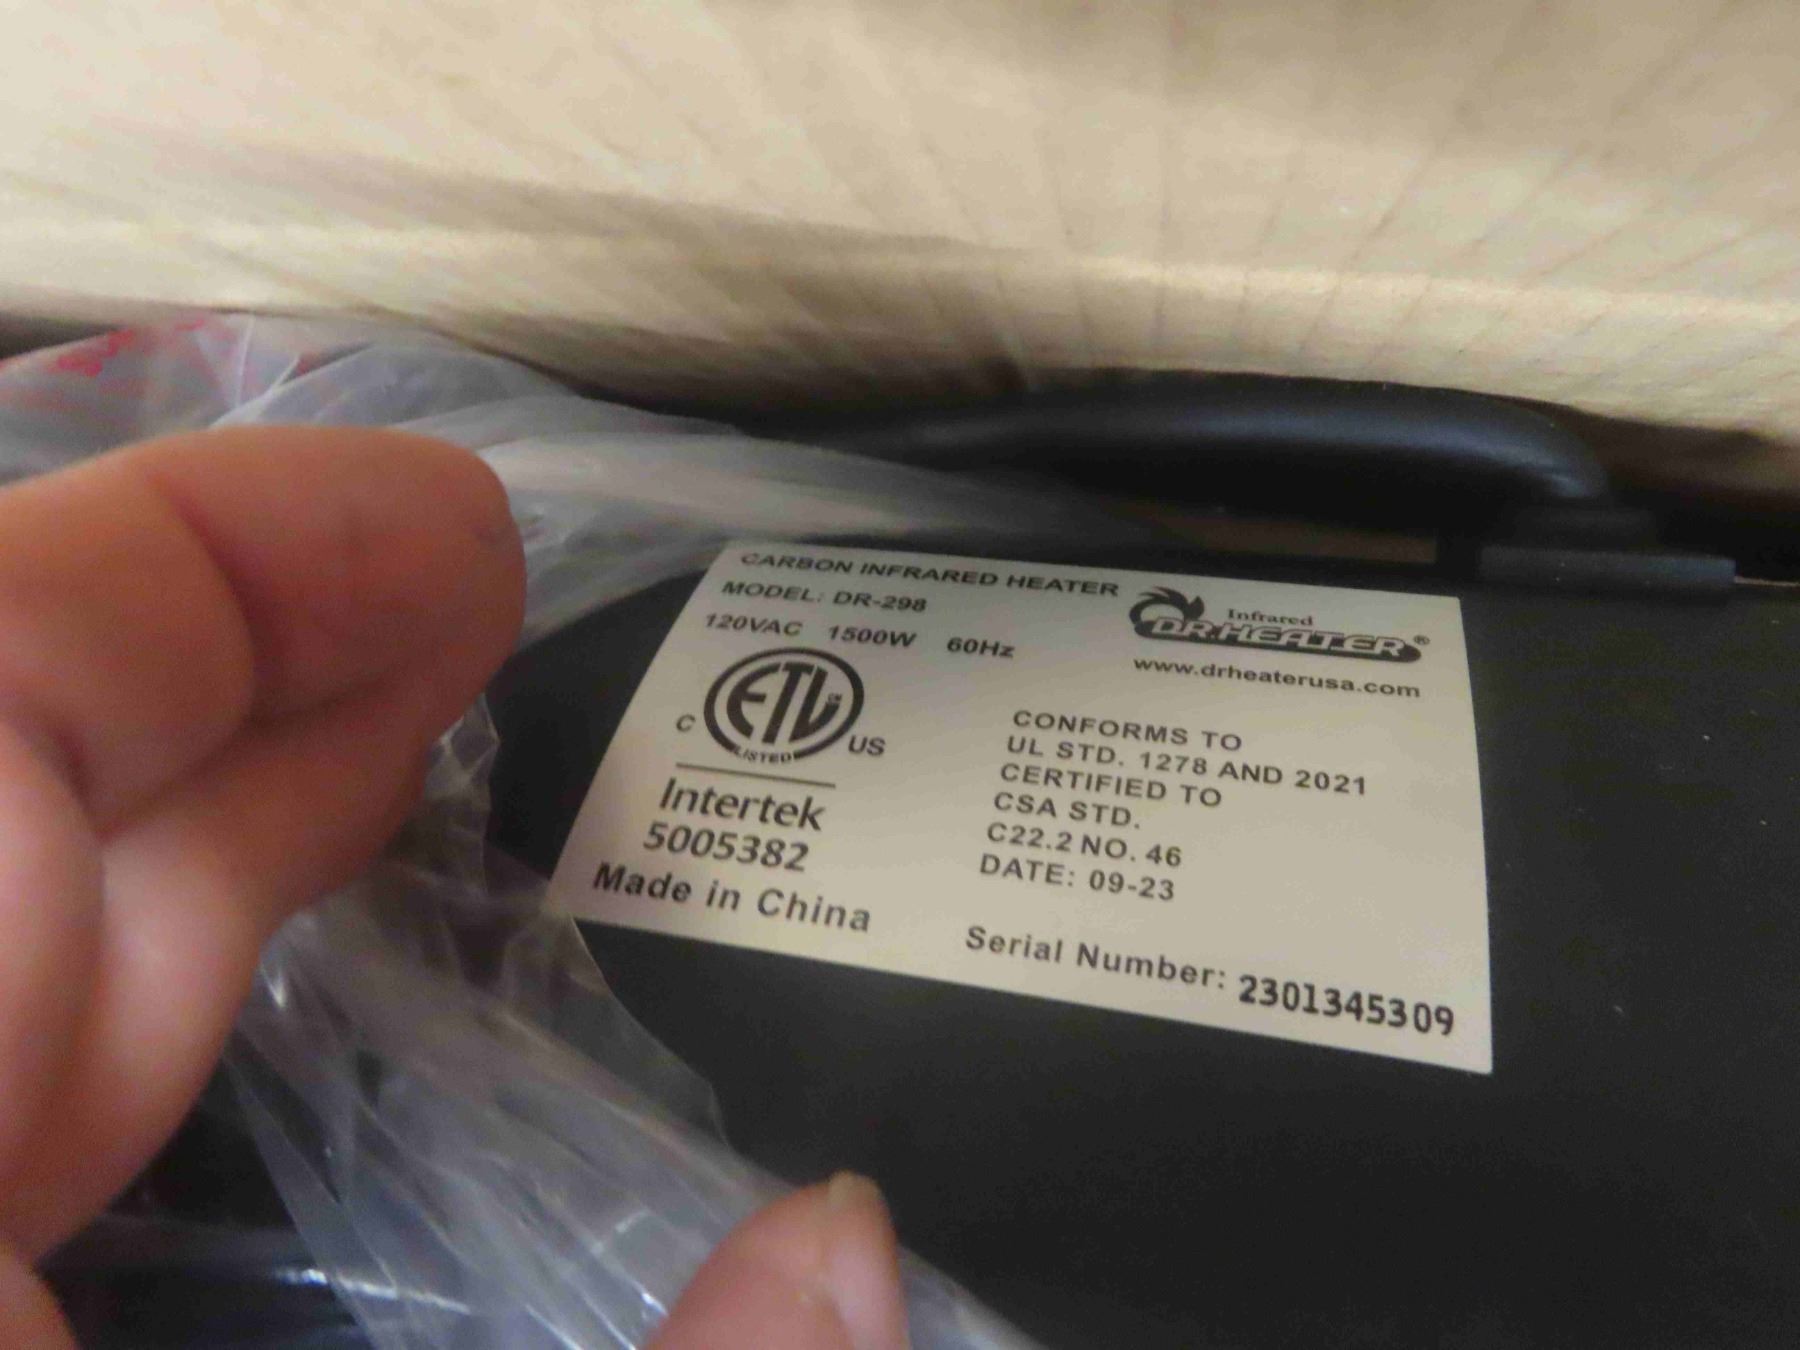 CARBON INFRARED HEATER
MODEL: DR-298
120VAC 1500W 60Hz
Infrared
DR.HEATER®
www.drheaterusa.com
C ETL CM US
LISTED
Intertek
5005382
Made in China
CONFORMS TO
UL STD. 1278 AND 2021
CERTIFIED TO
CSA STD.
C22.2 NO. 46
DATE: 09-23
Serial Number: 2301345309